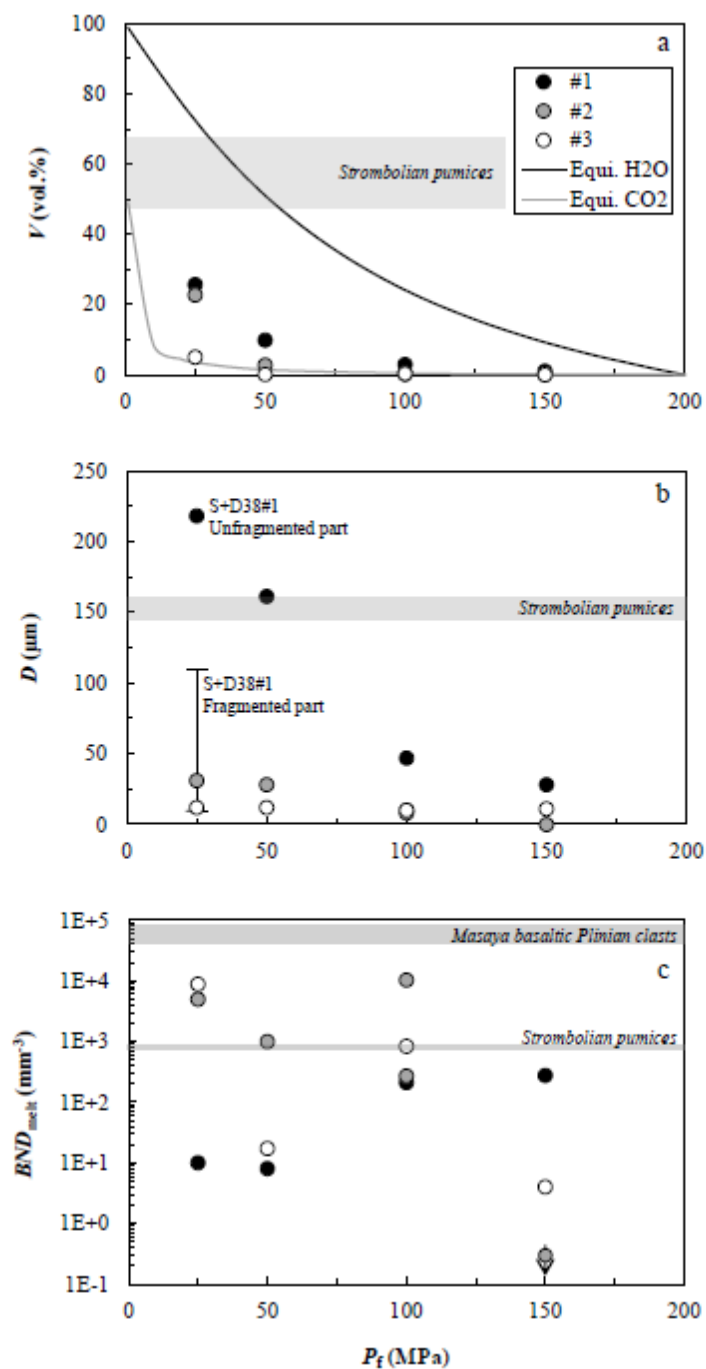 a
100
80
60
40
20
0
V (vol.%)
#1
#2
#3
Equi. H2O
Equi. CO2
Strombolian pumices
0 50 100 150 200
b
250
200
150
100
50
0
D (μm)
S+D38#1
Unfragmented part
Strombolian pumices
S+D38#1
Fragmented part
0 50 100 150 200
c
1E+5
1E+4
1E+3
1E+2
1E+1
1E+0
1E-1
BNDmelt (mm-3)
Masaya basaltic Plinian clasts
Strombolian pumices
0 50 100 150 200
Pf (MPa)